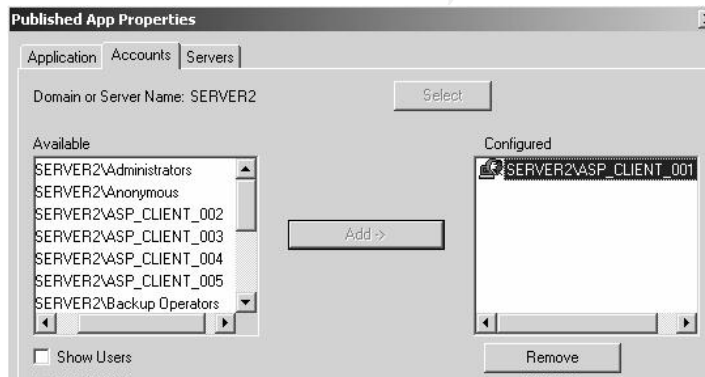 Published App Properties
Application Accounts Servers
Domain or Server Name: SERVER2 Select
Available
SERVER2\Administrators
SERVER2\Anonymous
SERVER2\ASP_CLIENT_002
SERVER2\ASP_CLIENT_003
SERVER2\ASP_CLIENT_004
SERVER2\ASP_CLIENT_005
SERVER2\Backup Operators
Show Users
Add ->
Configured
SERVER2\ASP_CLIENT_001
Remove